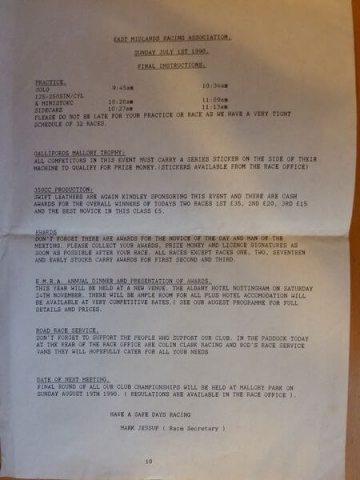 EAST MIDLANDS RACING ASSOCIATION.
SUNDAY JULY 1ST 1990.
FINAL INSTRUCTIONS.
PRACTICE.
SOLO 9:45am 10:54am
125-250SIN/CYL
& MINISTOKC 10:20am 11:09am
SIDECARS 10:27am 11:13am
PLEASE DO NOT BE LATE FOR YOUR PRACTICE OR RACE AS WE HAVE A VERY TIGHT
SCHEDULE OF 32 RACES.
MALLORY TROPHY:
ALL COMPETITORS IN THIS EVENT MUST CARRY A SERIES STICKER ON THE SIDE OF THEIR
MACHINE TO QUALIFY FOR PRIZE MONEY.(STICKERS AVAILABLE FROM THE RACE OFFICE)
350CC PRODUCTION:
SWIFT LEATHERS ARE AGAIN KINDLEY SPONSORING THIS EVENT AND THERE ARE CASH
AWARDS FOR THE OVERALL WINNERS OF TODAYS TWO RACES 1ST £35, 2ND £20, 3RD £15
AND THE BEST NOVICE IN THIS CLASS £5.
AWARDS
DON'T FORGET THERE ARE AWARDS FOR THE NOVICE OF THE DAY AND MAN OF THE
MEETING. PLEASE COLLECT YOUR AWARDS, PRIZE MONEY AND LICENCE SIGNATURES AS
SOON AS POSSIBLE AFTER YOUR RACE. ALL RACES EXCEPT RACES ONE, TWO, SEVENTEEN
AND EARLY STOCKS CARRY AWARDS FOR FIRST SECOND AND THIRD.
E.M.R.A. ANNUAL DINNER AND PRESENTATION OF AWARDS.
THIS YEAR WILL BE HELD AT A NEW VENUE. THE ALBANY HOTEL NOTTINGHAM ON SATURDAY
24TH NOVEMBER. THERE WILL BE AMPLE ROOM FOR ALL PLUS HOTEL ACCOMODATION WILL
BE AVAILABLE AT VERY COMPETITIVE RATES.( SEE OUR AUGEST PROGRAMME FOR FULL
DETAILS AND PRICES.
ROAD RACE SERVICE.
DON'T FORGET TO SUPPORT THE PEOPLE WHO SUPPORT OUR CLUB. IN THE PADDOCK TODAY
AT THE REAR OF THE RACE OFFICE ARE COLIN CLARK RACING AND BOB'S RACE SERVICE
VANS THEY WILL HOPEFULLY CATER FOR ALL YOUR NEEDS
DATE OF NEXT MEETING.
FINAL ROUND OF ALL OUR CLUB CHAMPIONSHIPS WILL BE HELD AT MALLORY PARK ON
SUNDAY AUGUST 19TH 1990. ( REGULATIONS ARE AVAILABLE IN THE RACE OFFICE ).
HAVE A SAFE DAYS RACING
MARK JESSUP ( Race Secretary )
10